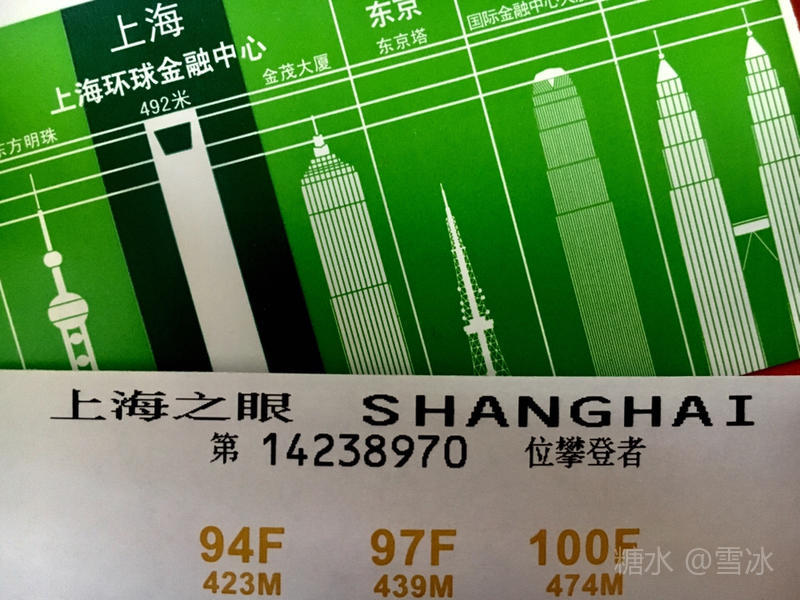 上海
上海环球金融中心
492米
东方明珠
金茂大厦
东京
东京塔
国际金融中心大
上海之眼 SHANGHAI
第 14238970 位攀登者
94F 97F 100F
423M 439M 474M
糖水 @雪冰